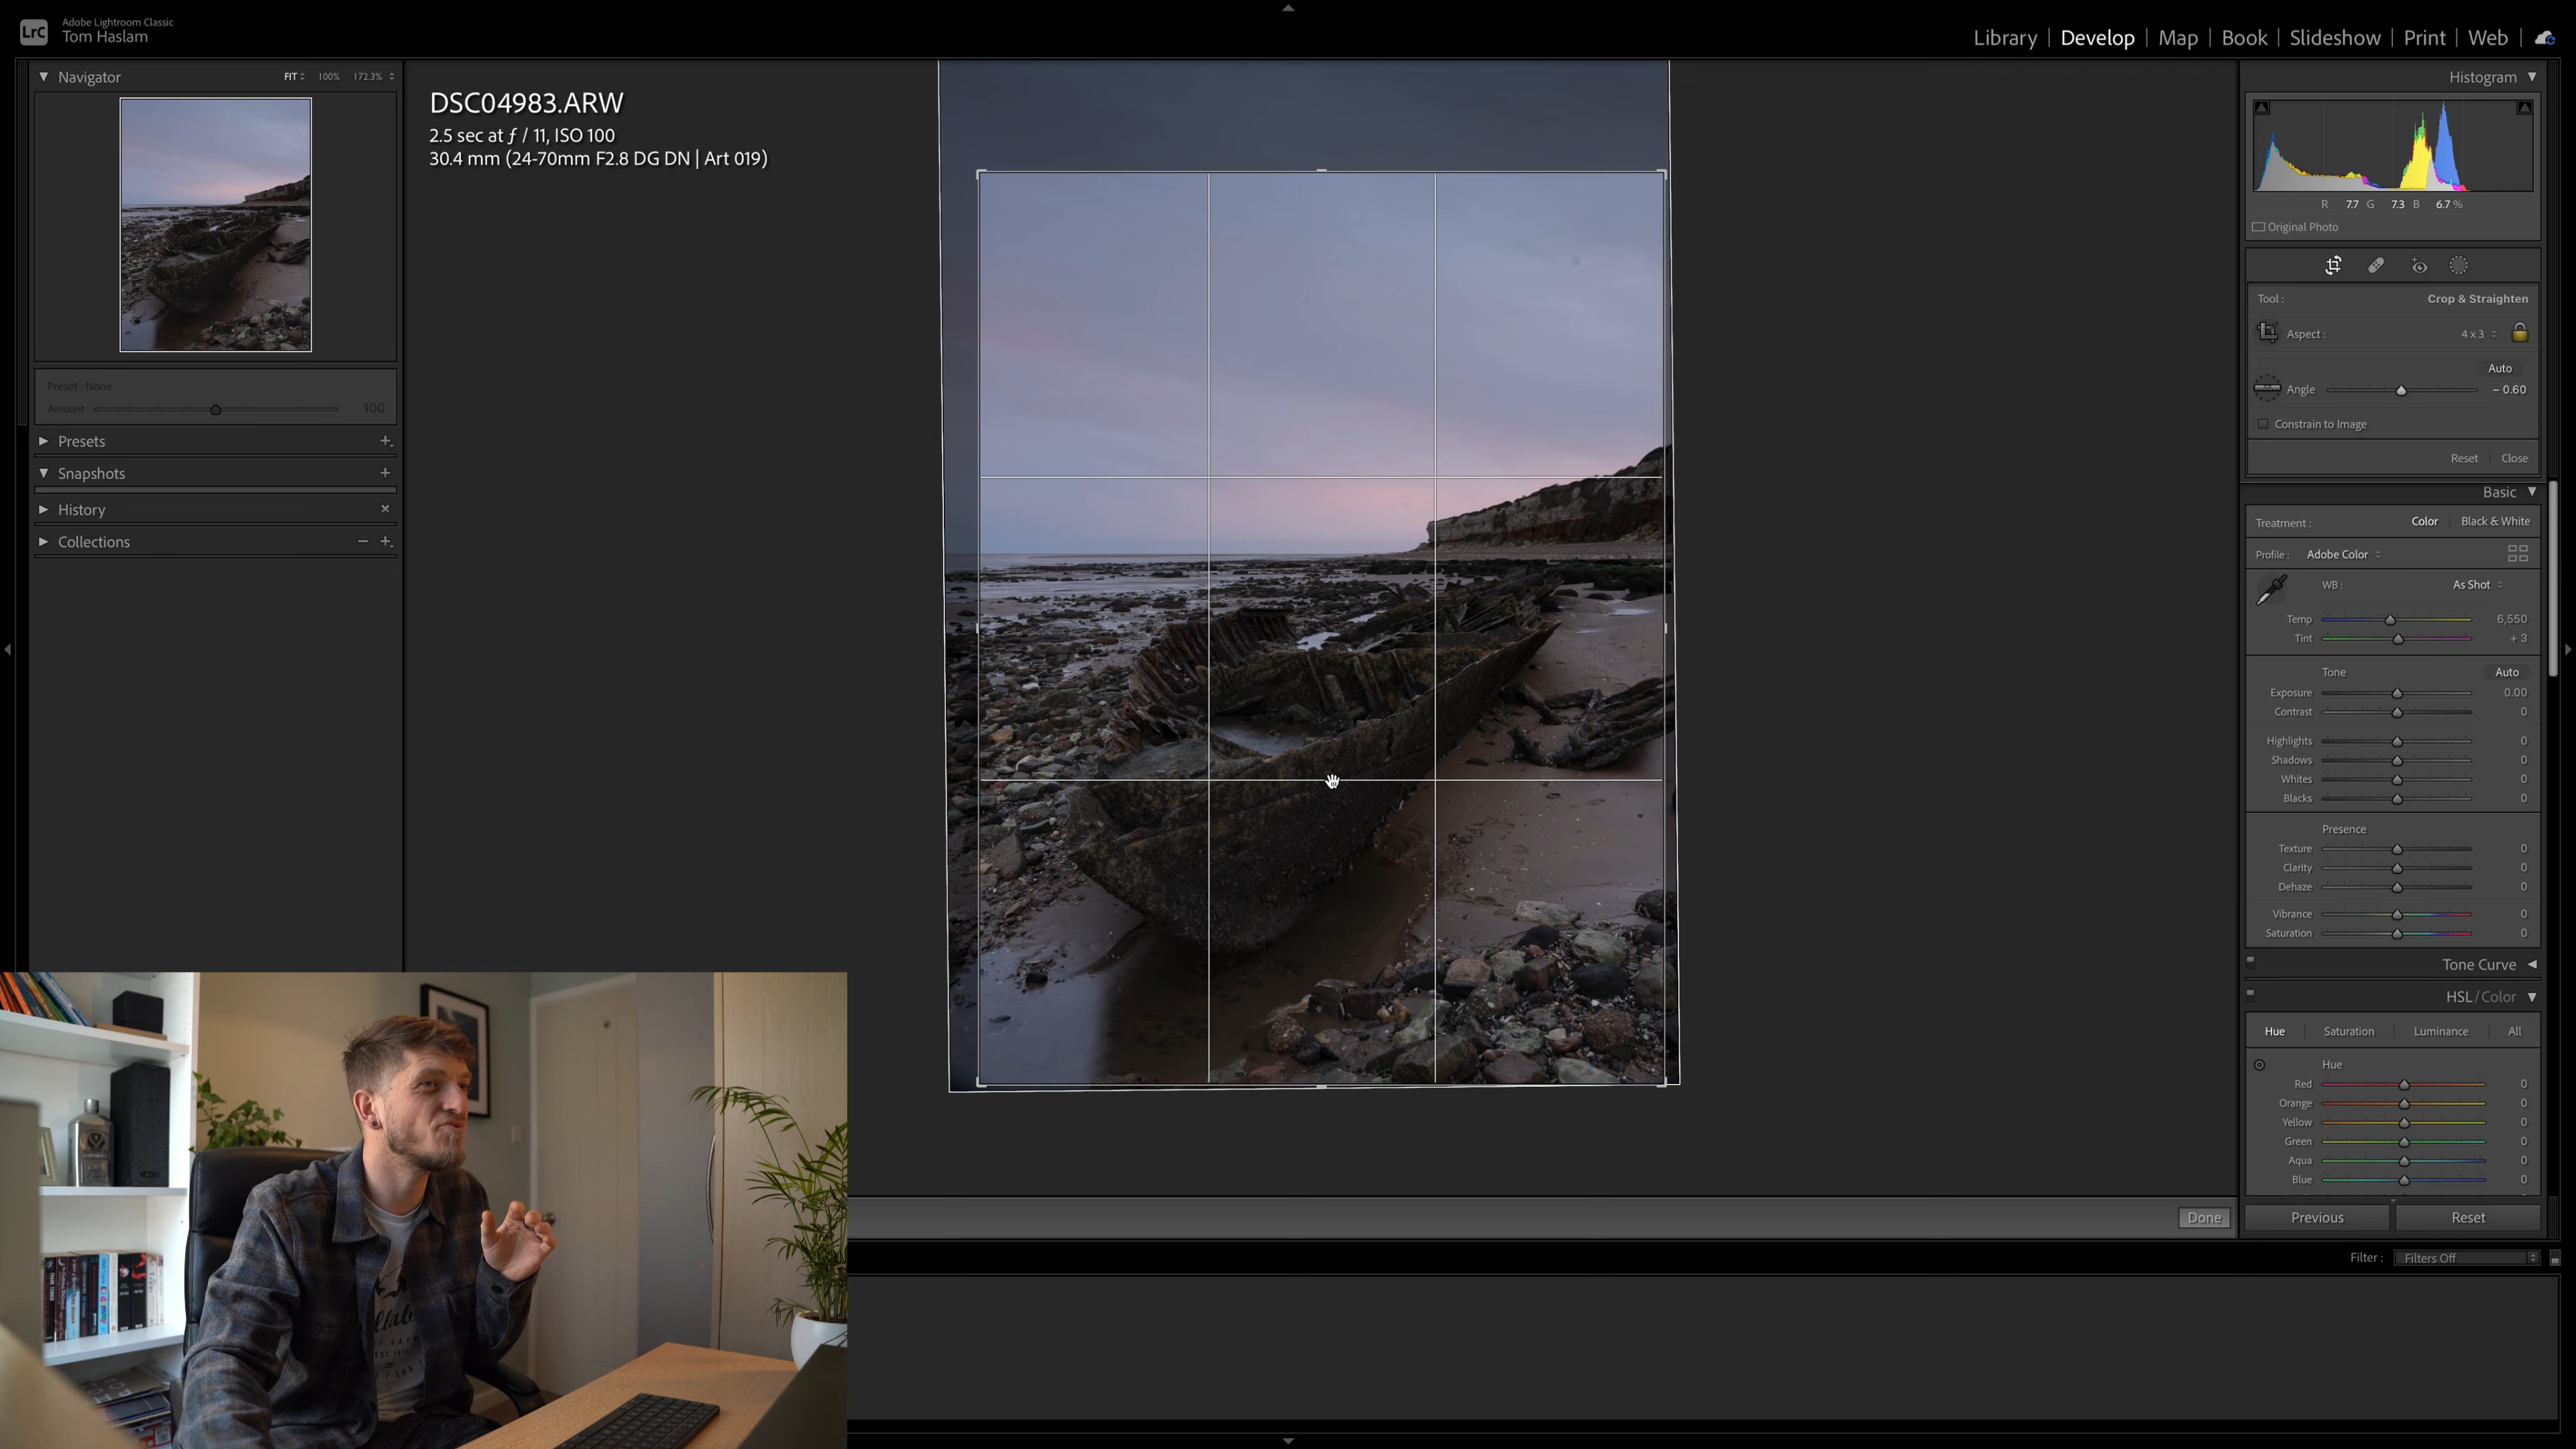 LrC
Adobe Lightroom Classic
Tom Haslam
Library | Develop | Map | Book | Slideshow | Print | Web
Navigator FIT 100% 172.3%
Preset : None
Amount 100
Presets
Snapshots
History
Collections
DSC04983.ARW
2.5 sec at ƒ / 11, ISO 100
30.4 mm (24-70mm F2.8 DG DN | Art 019)
Histogram
R 7.7 G 7.3 B 6.7 %
Original Photo
Tool : Crop & Straighten
Aspect : 4 x 3
Auto
Angle – 0.60
Constrain to Image
Reset Close
Basic
Treatment : Color Black & White
Profile : Adobe Color
WB : As Shot
Temp 6,550
Tint + 3
Tone Auto
Exposure 0.00
Contrast 0
Highlights 0
Shadows 0
Whites 0
Blacks 0
Presence
Texture 0
Clarity 0
Dehaze 0
Vibrance 0
Saturation 0
Tone Curve
HSL / Color
Hue Saturation Luminance All
Hue
Red 0
Orange 0
Yellow 0
Green 0
Aqua 0
Blue 0
Done
Previous Reset
Filter : Filters Off